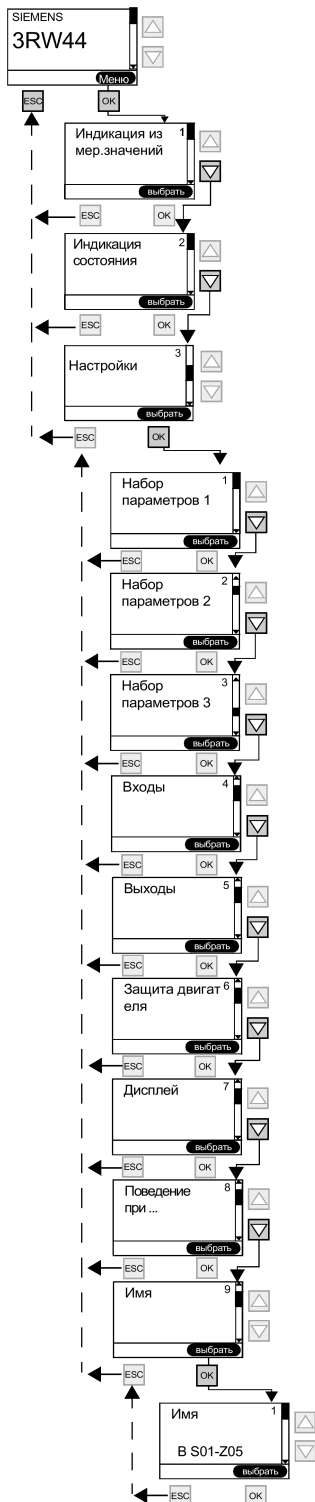 SIEMENS
3RW44
Меню
ESC
OK
Индикация из
мер.значений
1
выбрать
ESC
OK
Индикация
состояния
2
выбрать
ESC
OK
Настройки
3
выбрать
ESC
OK
Набор
параметров 1
1
выбрать
ESC
OK
Набор
параметров 2
2
выбрать
ESC
OK
Набор
параметров 3
3
выбрать
ESC
OK
Входы
4
выбрать
ESC
OK
Выходы
5
выбрать
ESC
OK
Защита двигат
еля
6
выбрать
ESC
OK
Дисплей
7
выбрать
ESC
OK
Поведение
при ...
8
выбрать
ESC
OK
Имя
9
выбрать
ESC
OK
Имя
1
B S01-Z05
выбрать
ESC
OK